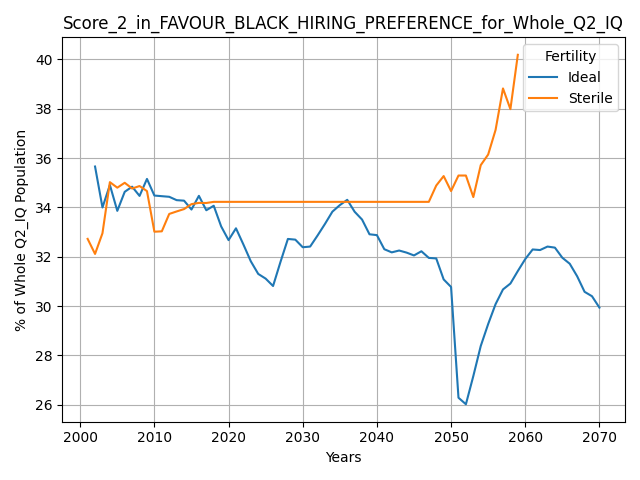 Score_2_in_FAVOUR_BLACK_HIRING_PREFERENCE_for_Whole_Q2_IQ
Fertility
Ideal
Sterile
% of Whole Q2_IQ Population
40
38
36
34
32
30
28
26
2000 2010 2020 2030 2040 2050 2060 2070
Years